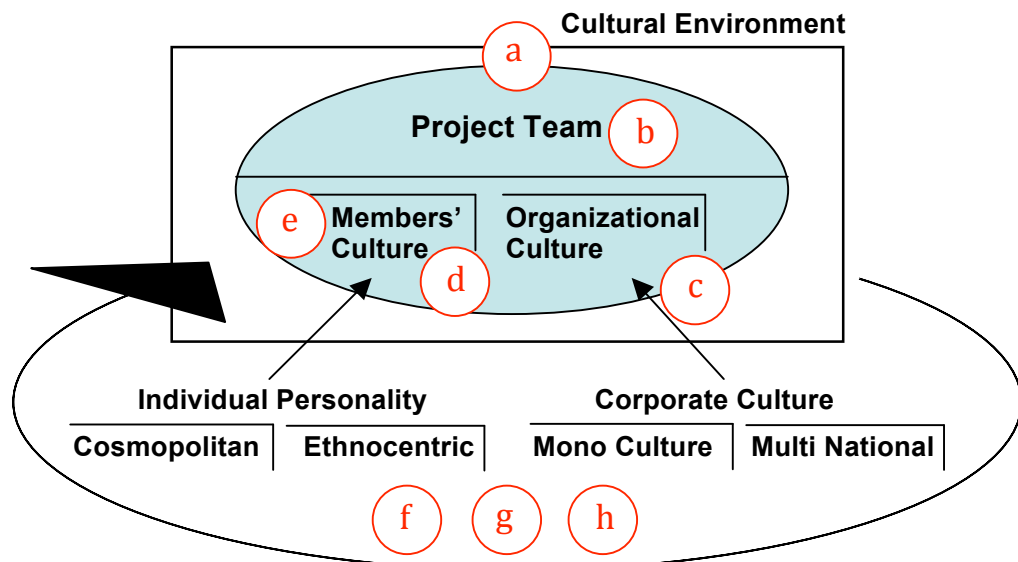 Cultural Environment
a
Project Team b
e Members' Organizational
Culture Culture
d c
Individual Personality Corporate Culture
Cosmopolitan Ethnocentric Mono Culture Multi National
f g h